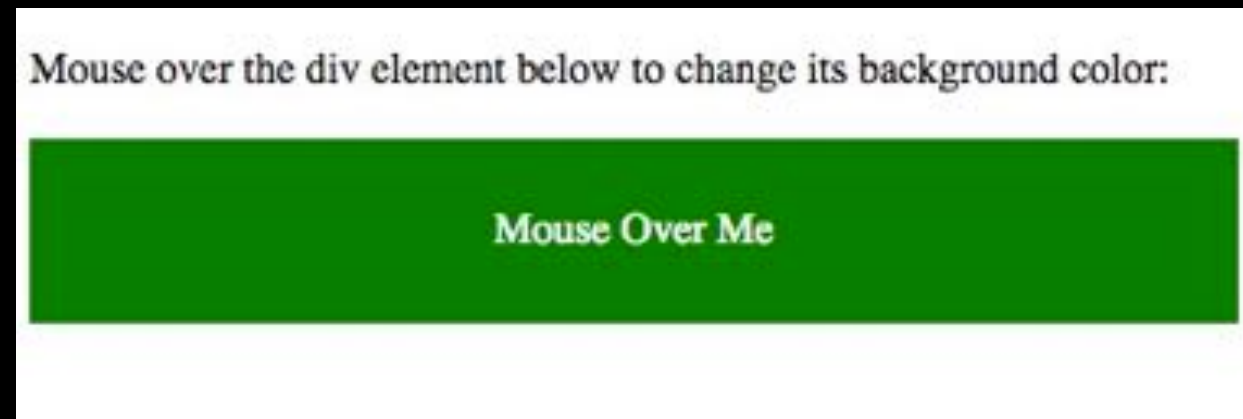 Mouse over the div element below to change its background color:
Mouse Over Me